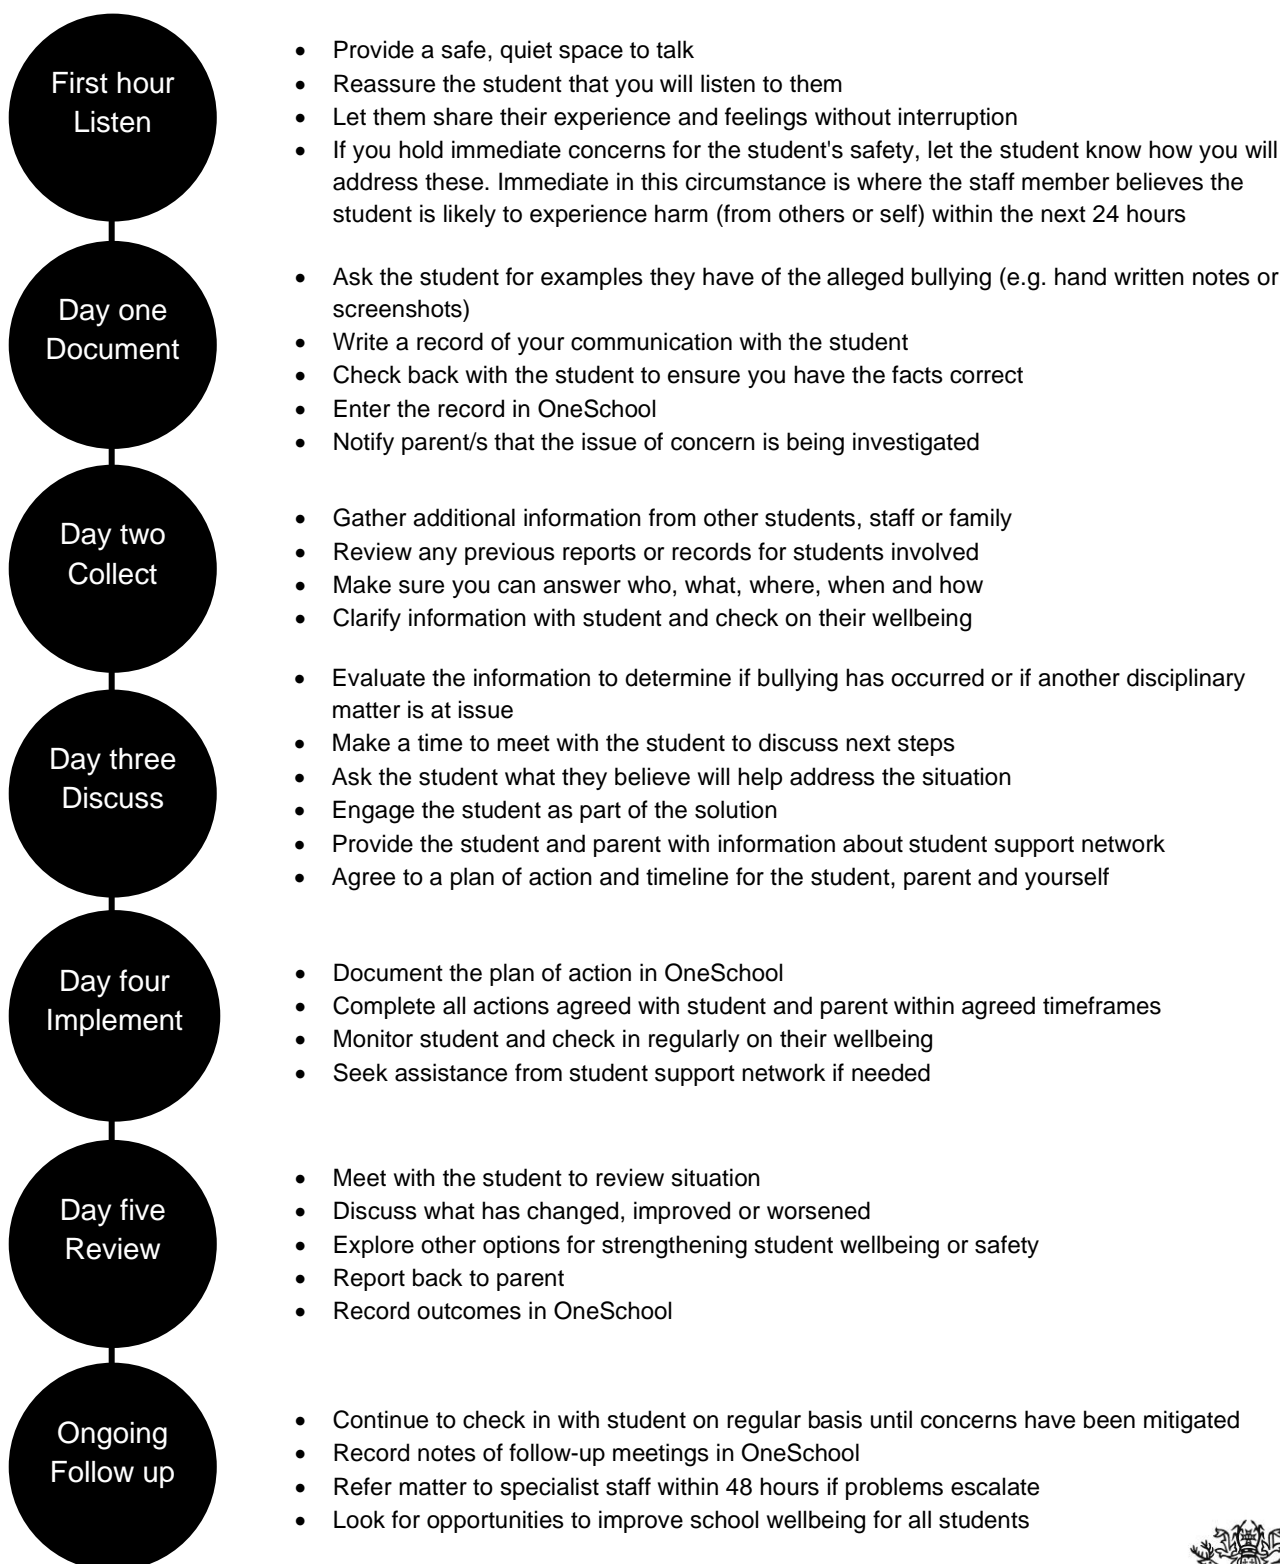 First hour
Listen
• Provide a safe, quiet space to talk
• Reassure the student that you will listen to them
• Let them share their experience and feelings without interruption
• If you hold immediate concerns for the student's safety, let the student know how you will
address these. Immediate in this circumstance is where the staff member believes the
student is likely to experience harm (from others or self) within the next 24 hours
Day one
Document
• Ask the student for examples they have of the alleged bullying (e.g. hand written notes or
screenshots)
• Write a record of your communication with the student
• Check back with the student to ensure you have the facts correct
• Enter the record in OneSchool
• Notify parent/s that the issue of concern is being investigated
Day two
Collect
• Gather additional information from other students, staff or family
• Review any previous reports or records for students involved
• Make sure you can answer who, what, where, when and how
• Clarify information with student and check on their wellbeing
Day three
Discuss
• Evaluate the information to determine if bullying has occurred or if another disciplinary
matter is at issue
• Make a time to meet with the student to discuss next steps
• Ask the student what they believe will help address the situation
• Engage the student as part of the solution
• Provide the student and parent with information about student support network
• Agree to a plan of action and timeline for the student, parent and yourself
Day four
Implement
• Document the plan of action in OneSchool
• Complete all actions agreed with student and parent within agreed timeframes
• Monitor student and check in regularly on their wellbeing
• Seek assistance from student support network if needed
Day five
Review
• Meet with the student to review situation
• Discuss what has changed, improved or worsened
• Explore other options for strengthening student wellbeing or safety
• Report back to parent
• Record outcomes in OneSchool
Ongoing
Follow up
• Continue to check in with student on regular basis until concerns have been mitigated
• Record notes of follow-up meetings in OneSchool
• Refer matter to specialist staff within 48 hours if problems escalate
• Look for opportunities to improve school wellbeing for all students